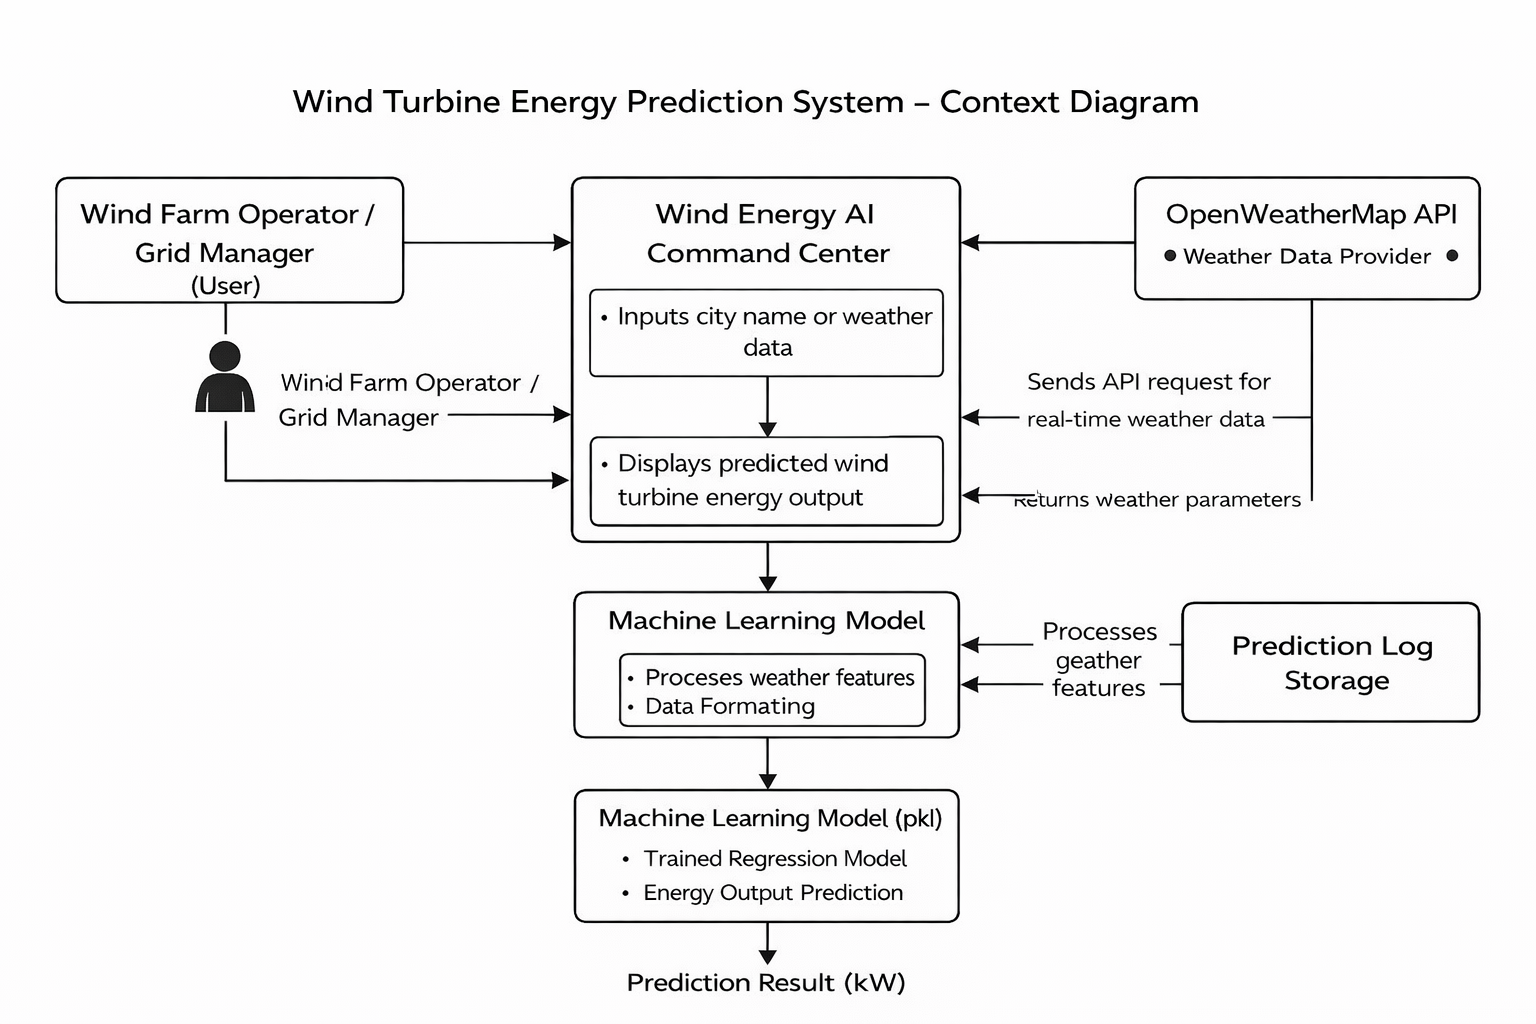 Wind Turbine Energy Prediction System – Context Diagram
Wind Farm Operator /
Grid Manager
(User)
Wind Farm Operator /
Grid Manager
Wind Energy AI
Command Center
• Inputs city name or weather
data
• Displays predicted wind
turbine energy output
OpenWeatherMap API
• Weather Data Provider •
Sends API request for
real-time weather data
Returns weather parameters
Machine Learning Model
• Proceses weather features
• Data Formating
Processes
geather
features
Prediction Log
Storage
Machine Learning Model (pkl)
• Trained Regression Model
• Energy Output Prediction
Prediction Result (kW)